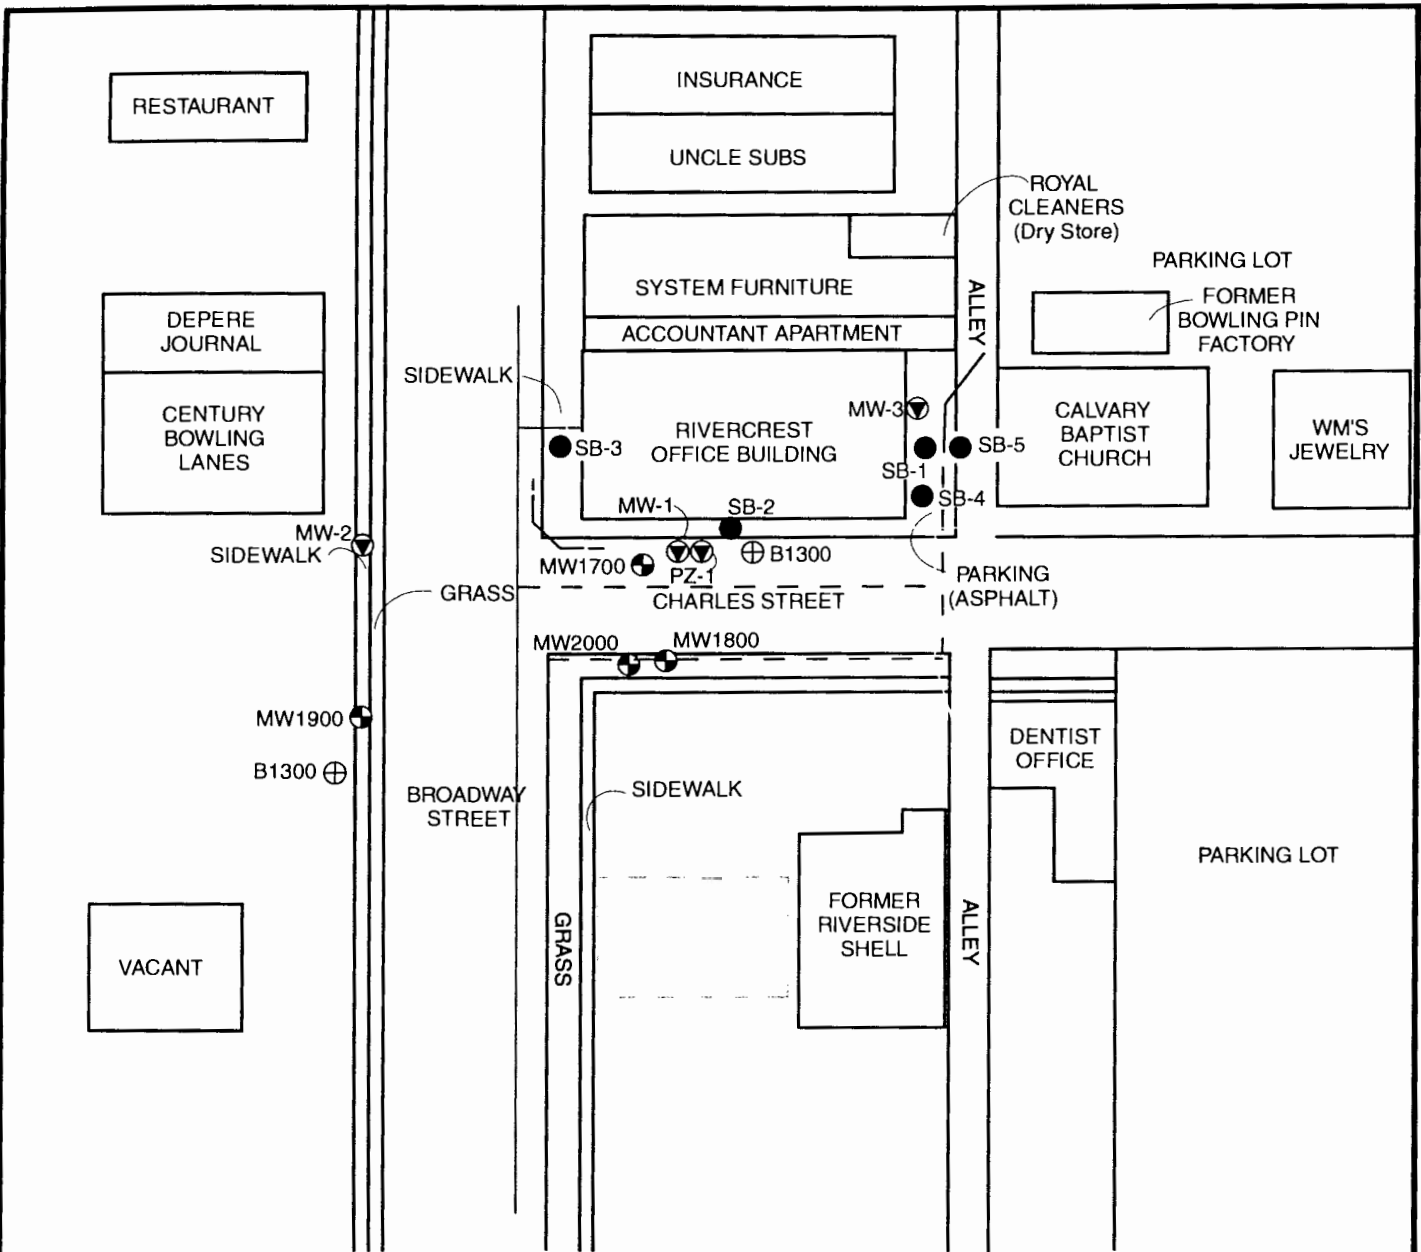 INSURANCE
RESTAURANT
UNCLE SUBS
ROYAL
CLEANERS
(Dry Store)
PARKING LOT
SYSTEM FURNITURE
ALLEY
FORMER
BOWLING PIN
FACTORY
DEPERE
JOURNAL
ACCOUNTANT APARTMENT
SIDEWALK
CENTURY
BOWLING
LANES
MW-3
RIVERCREST
OFFICE BUILDING
CALVARY
BAPTIST
CHURCH
WM'S
JEWELRY
SB-3
SB-5
SB-1
SB-4
MW-1
SB-2
MW-2
SIDEWALK
MW1700
PZ-1
B1300
PARKING
(ASPHALT)
GRASS
CHARLES STREET
MW2000
MW1800
MW1900
B1300
DENTIST
OFFICE
BROADWAY
STREET
SIDEWALK
PARKING LOT
FORMER
RIVERSIDE
SHELL
GRASS
ALLEY
VACANT